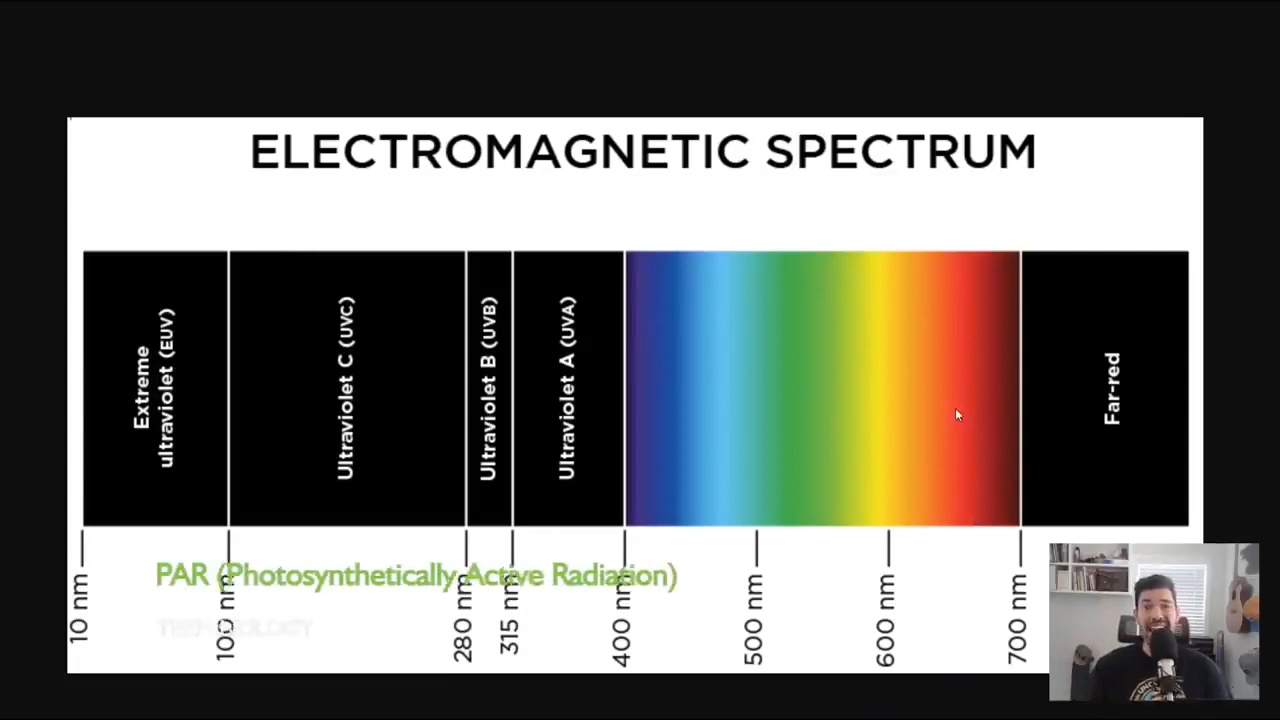 ELECTROMAGNETIC SPECTRUM
Extreme
ultraviolet (EUV)
Ultraviolet C (UVC)
Ultraviolet B (UVB)
Ultraviolet A (UVA)
Far-red
PAR (Photosynthetically Active Radiation)
10 nm
100 nm
280 nm
315 nm
400 nm
500 nm
600 nm
700 nm